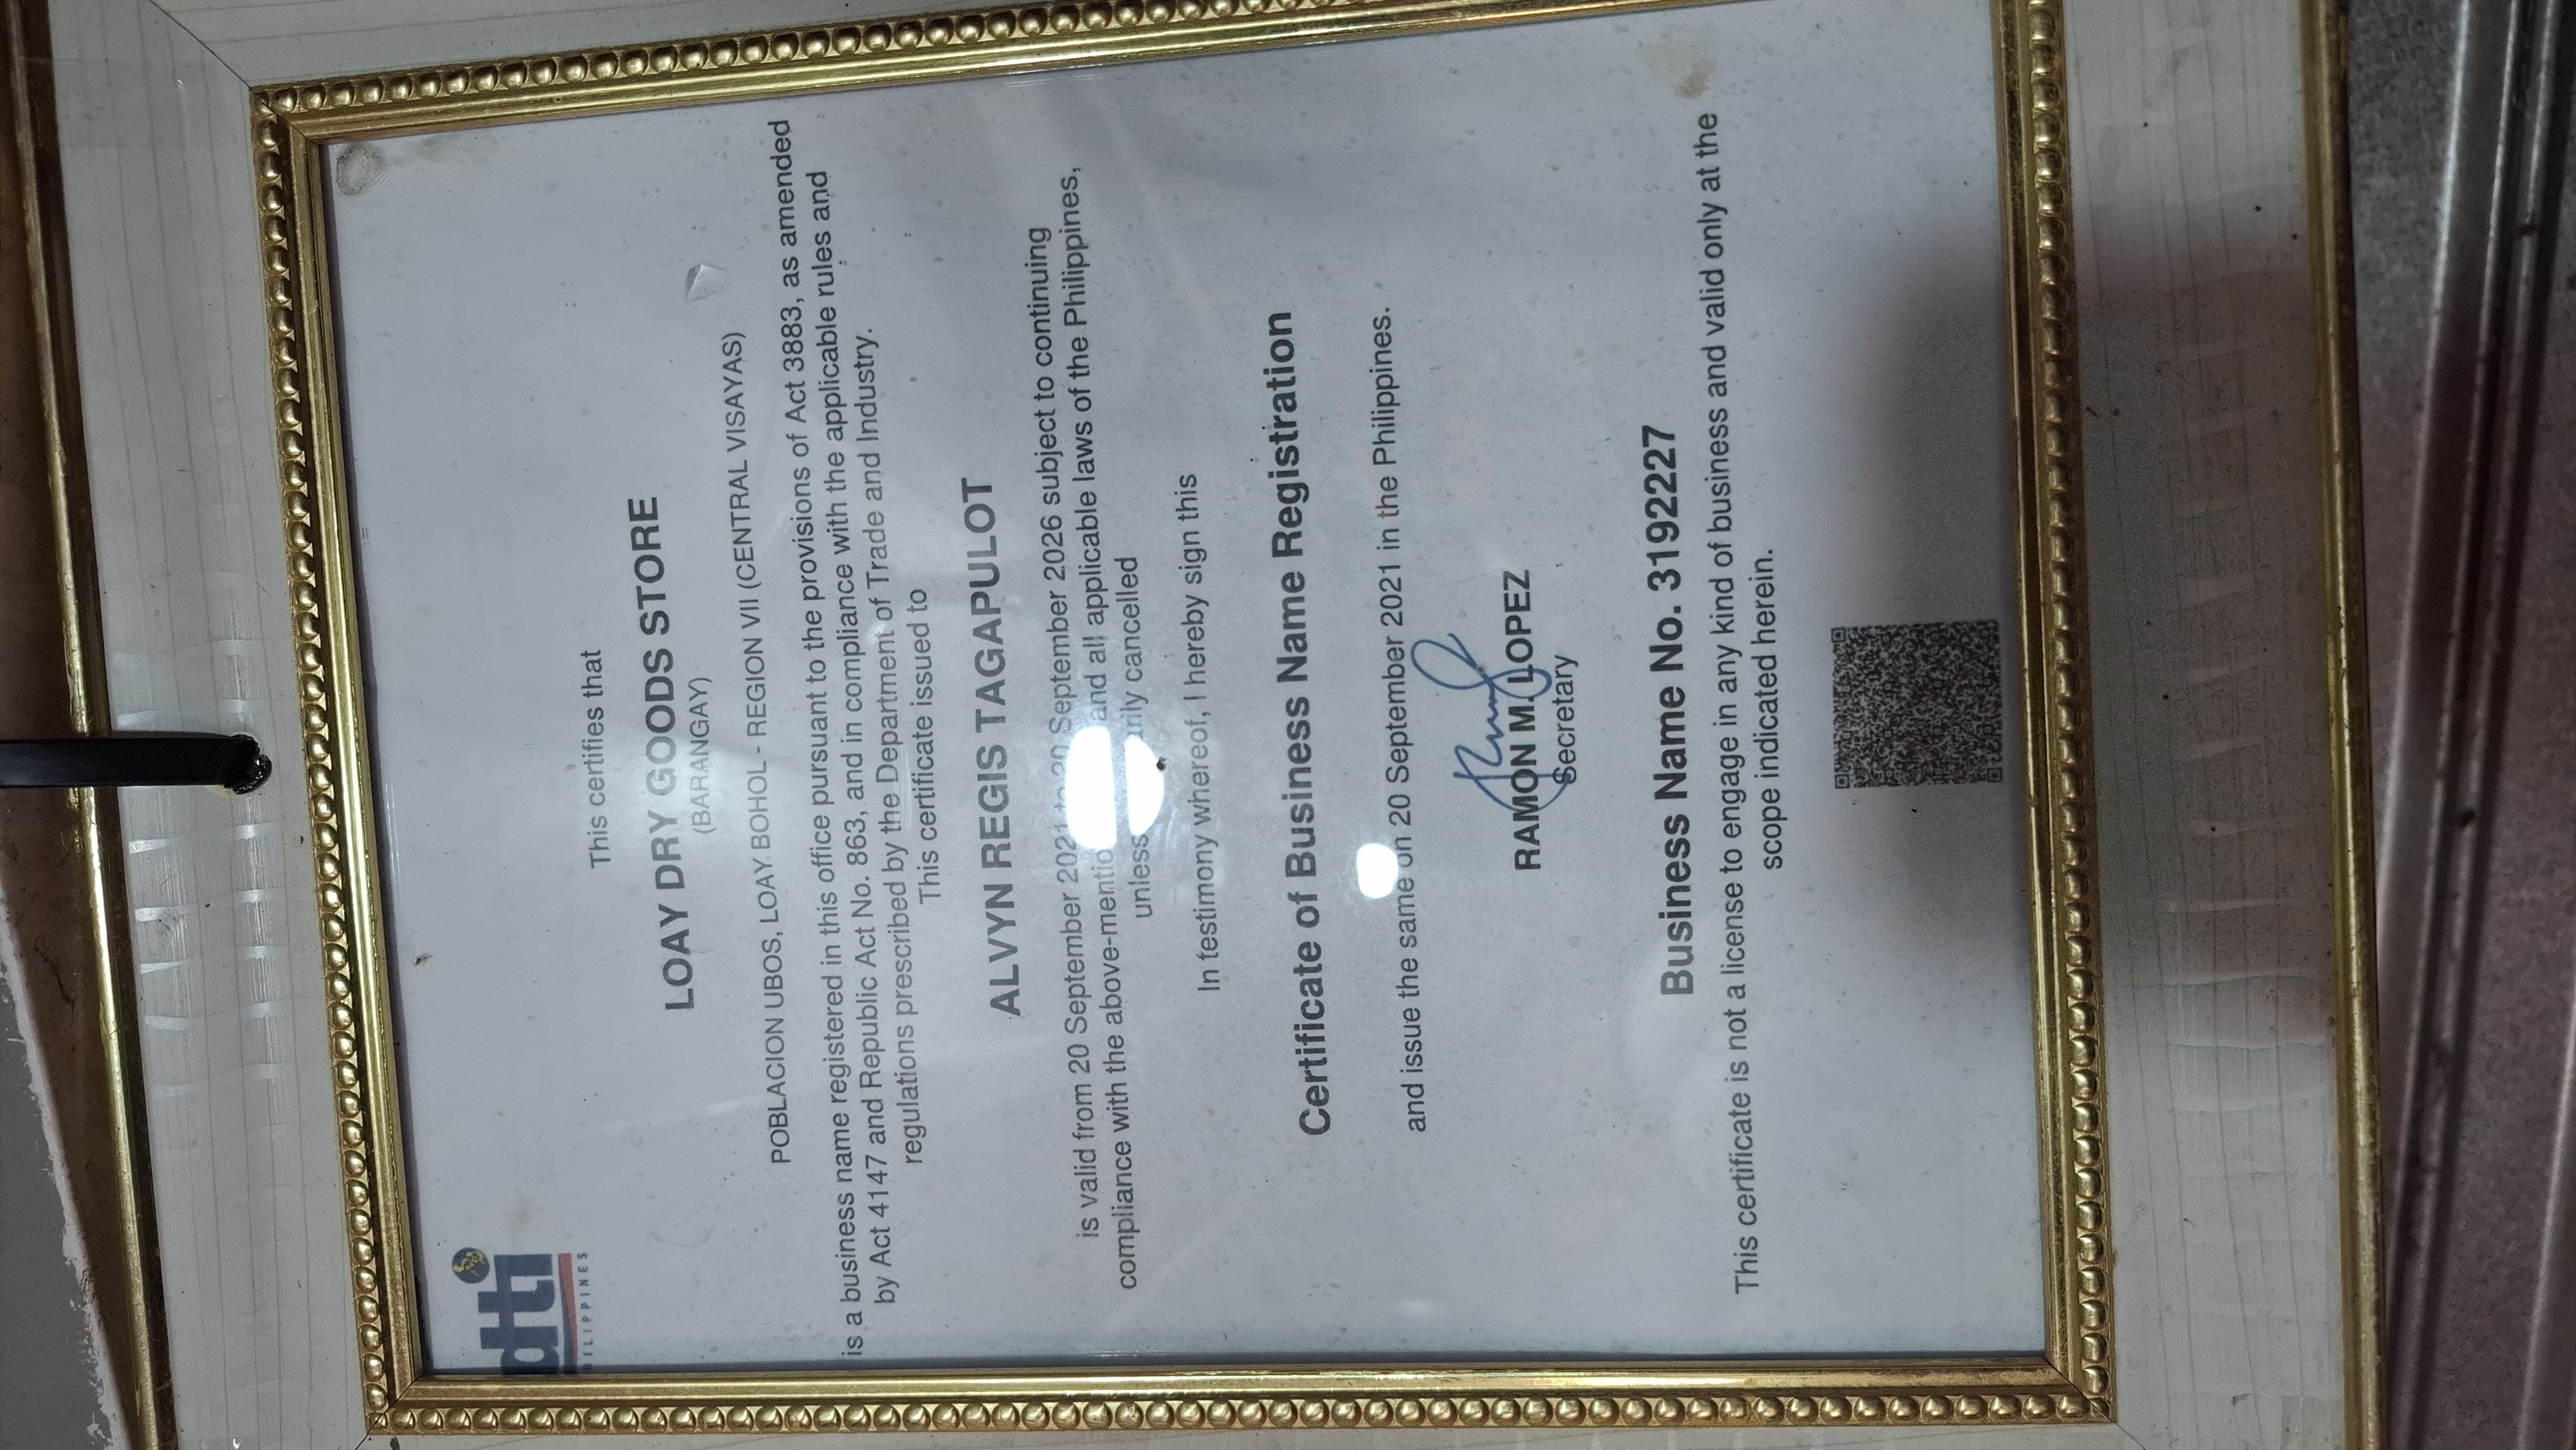 dti
This certifies that
LOAY DRY GOODS STORE
(BARANGAY)
POBLACION UBOS, LOAY, BOHOL - REGION VII (CENTRAL VISAYAS)
is a business name registered in this office pursuant to the provisions of Act 3883, as amended
by Act 4147 and Republic Act No. 863, and in compliance with the applicable rules and
regulations prescribed by the Department of Trade and Industry.
This certificate issued to
ALVYN REGIS TAGAPULOT
is valid from 20 September 2021 to 20 September 2026 subject to continuing
compliance with the and all applicable laws of the Philippines,
unless cancelled
In testimony whereof, I hereby sign this
Certificate of Business Name Registration
and issue the same on 20 September 2021 in the Philippines.
RAMON M. LOPEZ
Secretary
Business Name No. 3192227
This certificate is not a license to engage in any kind of business and valid only at the
scope indicated herein.